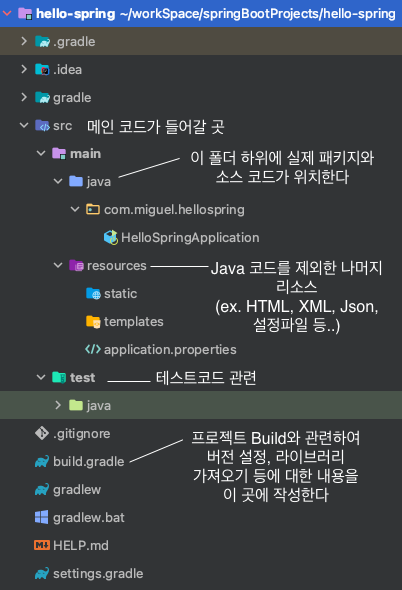 hello-spring ~/workSpace/springBootProjects/hello-spring
.gradle
.idea
gradle
src 메인 코드가 들어갈 곳
main
이 폴더 하위에 실제 패키지와
소스 코드가 위치한다
java
com.miguel.hellospring
HelloSpringApplication
resources
Java 코드를 제외한 나머지
리소스
(ex. HTML, XML, Json,
설정파일 등..)
static
templates
application.properties
test 테스트코드 관련
java
.gitignore
build.gradle
프로젝트 Build와 관련하여
버전 설정, 라이브러리
가져오기 등에 대한 내용을
이 곳에 작성한다
gradlew
gradlew.bat
HELP.md
settings.gradle